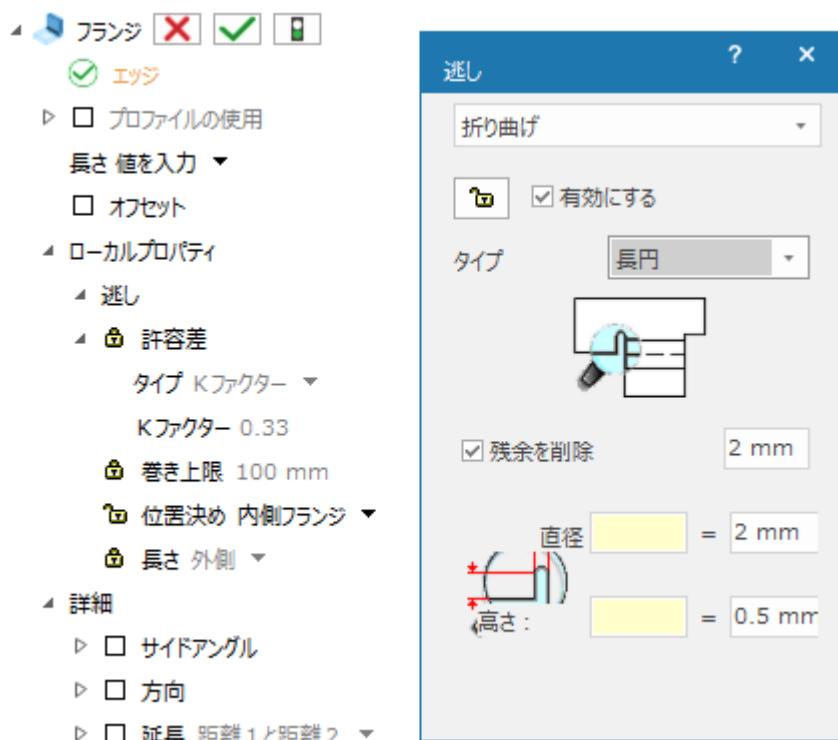 フランジ
エッジ
プロファイルの使用
長さ 値を入力
オフセット
ローカルプロパティ
逃し
許容差
タイプ Kファクター
Kファクター 0.33
巻き上限 100 mm
位置決め 内側フランジ
長さ 外側
詳細
サイドアングル
方向
延長 距離1と距離2
逃し ? ×
折り曲げ
有効にする
タイプ 長円
残余を削除 2 mm
直径 = 2 mm
高さ: = 0.5 mm